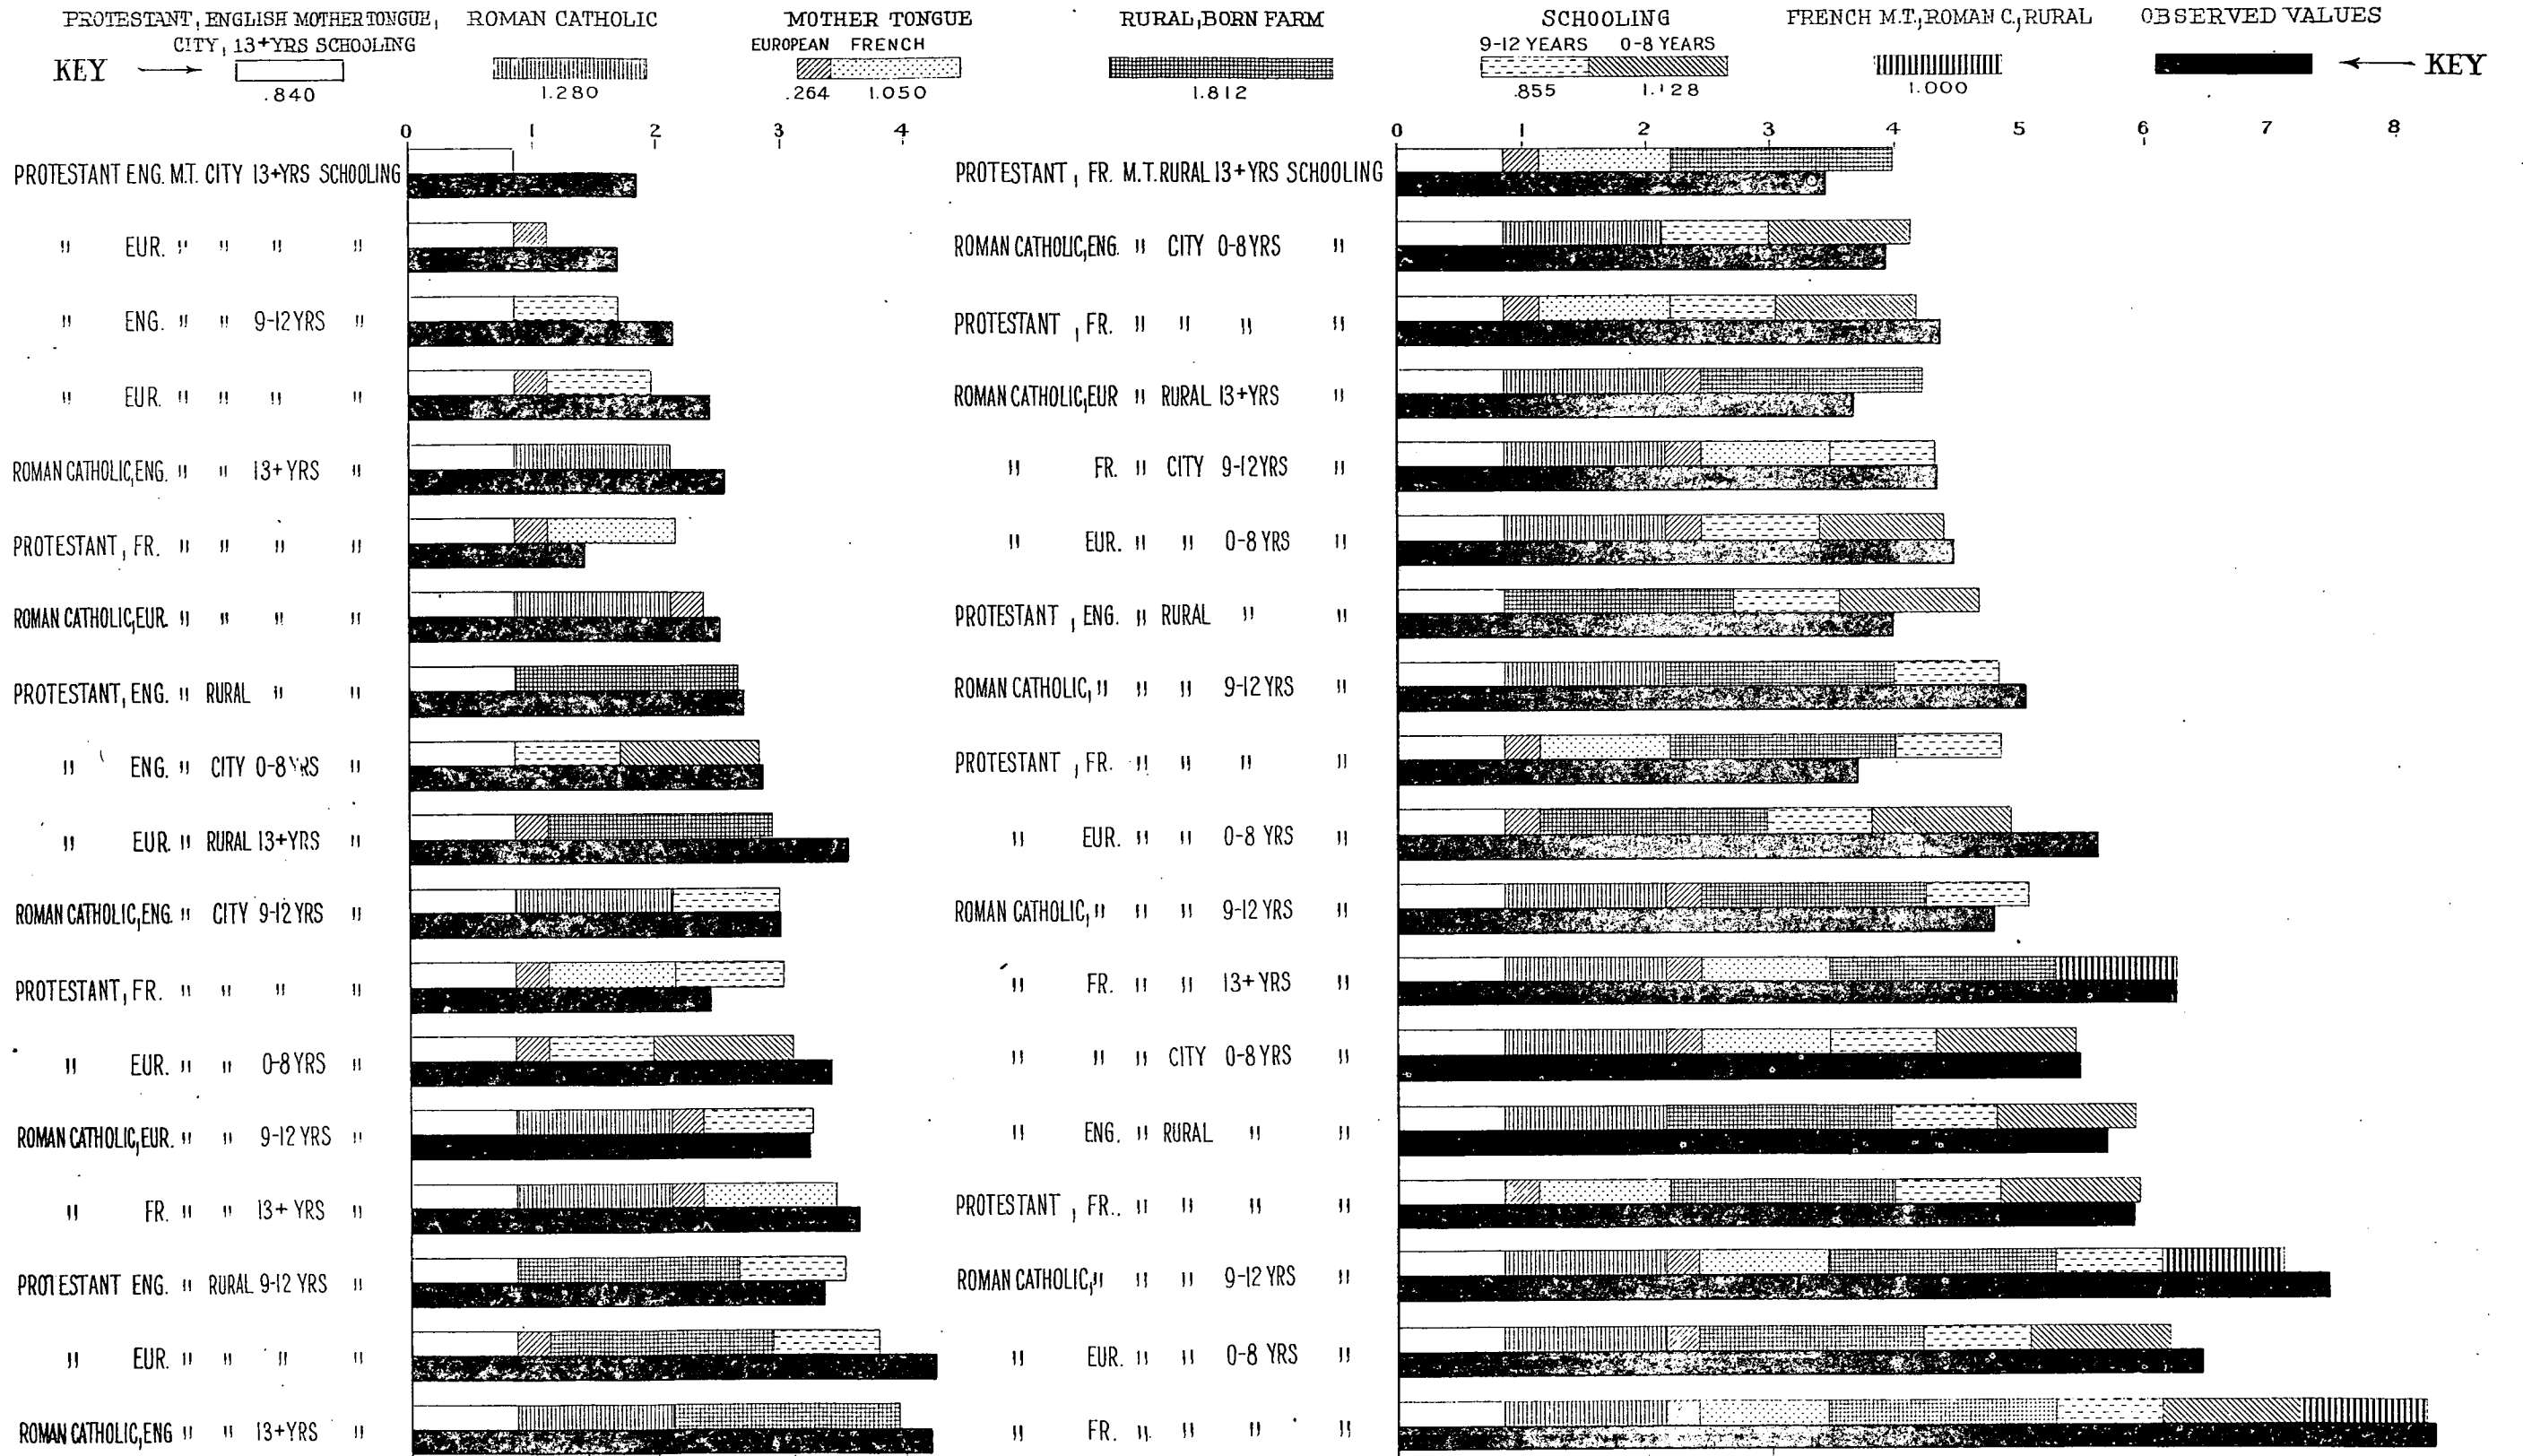 PROTESTANT, ENGLISH MOTHER TONGUE,
CITY, 13+YRS SCHOOLING
ROMAN CATHOLIC
MOTHER TONGUE
EUROPEAN FRENCH
RURAL, BORN FARM
SCHOOLING
9-12 YEARS 0-8 YEARS
FRENCH M.T., ROMAN C., RURAL
OBSERVED VALUES
KEY
KEY
.840
1.280
.264 1.050
1.812
.855 1.128
1.000
0 1 2 3 4
PROTESTANT ENG. M.T. CITY 13+YRS SCHOOLING
" EUR. " " " "
" ENG. " " 9-12 YRS "
" EUR. " " " "
ROMAN CATHOLIC, ENG. " " 13+ YRS "
PROTESTANT, FR. " " " "
ROMAN CATHOLIC, EUR. " " " "
PROTESTANT, ENG. " RURAL " "
" ENG. " CITY 0-8 YRS "
" EUR. " RURAL 13+YRS "
ROMAN CATHOLIC, ENG. " CITY 9-12 YRS "
PROTESTANT, FR. " " " "
" EUR. " " 0-8 YRS "
ROMAN CATHOLIC, EUR. " " 9-12 YRS "
" FR. " " 13+ YRS "
PROTESTANT ENG. " RURAL 9-12 YRS "
" EUR. " " " "
ROMAN CATHOLIC, ENG " " 13+YRS "
0 1 2 3 4 5 6 7 8
PROTESTANT, FR. M.T. RURAL 13+YRS SCHOOLING
ROMAN CATHOLIC, ENG. " CITY 0-8 YRS "
PROTESTANT, FR. " " " "
ROMAN CATHOLIC, EUR " RURAL 13+YRS "
" FR. " CITY 9-12 YRS "
" EUR. " " 0-8 YRS "
PROTESTANT, ENG. " RURAL " "
ROMAN CATHOLIC, " " " 9-12 YRS "
PROTESTANT, FR. " " " "
" EUR. " " 0-8 YRS "
ROMAN CATHOLIC, " " " 9-12 YRS "
" FR. " " 13+YRS "
" " " CITY 0-8 YRS "
" ENG. " RURAL " "
PROTESTANT, FR.. " " " "
ROMAN CATHOLIC, " " " 9-12 YRS "
" EUR. " " 0-8 YRS "
" FR. " " " "